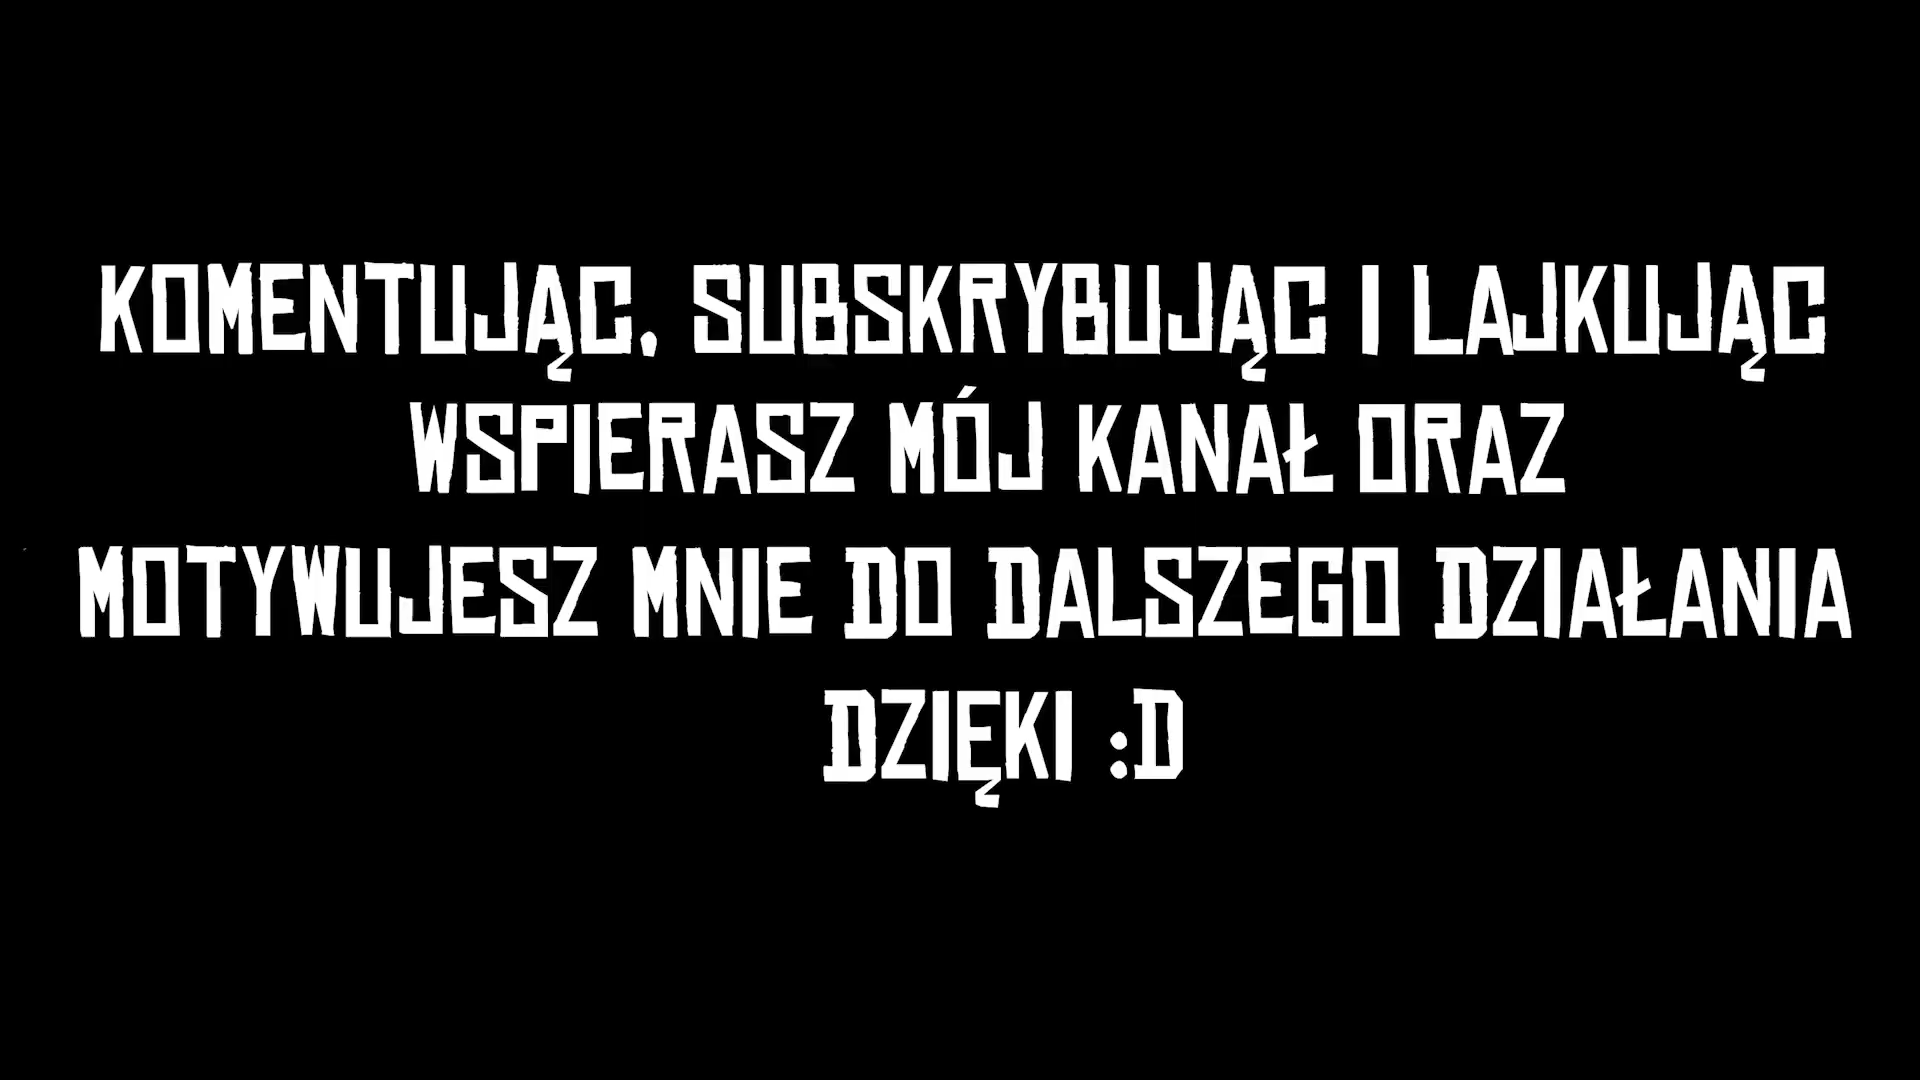 KOMENTUJĄC, SUBSKRYBUJĄC I LAJKUJĄC
WSPIERASZ MÓJ KANAŁ ORAZ
MOTYWUJESZ MNIE DO DALSZEGO DZIAŁANIA
DZIĘKI :D